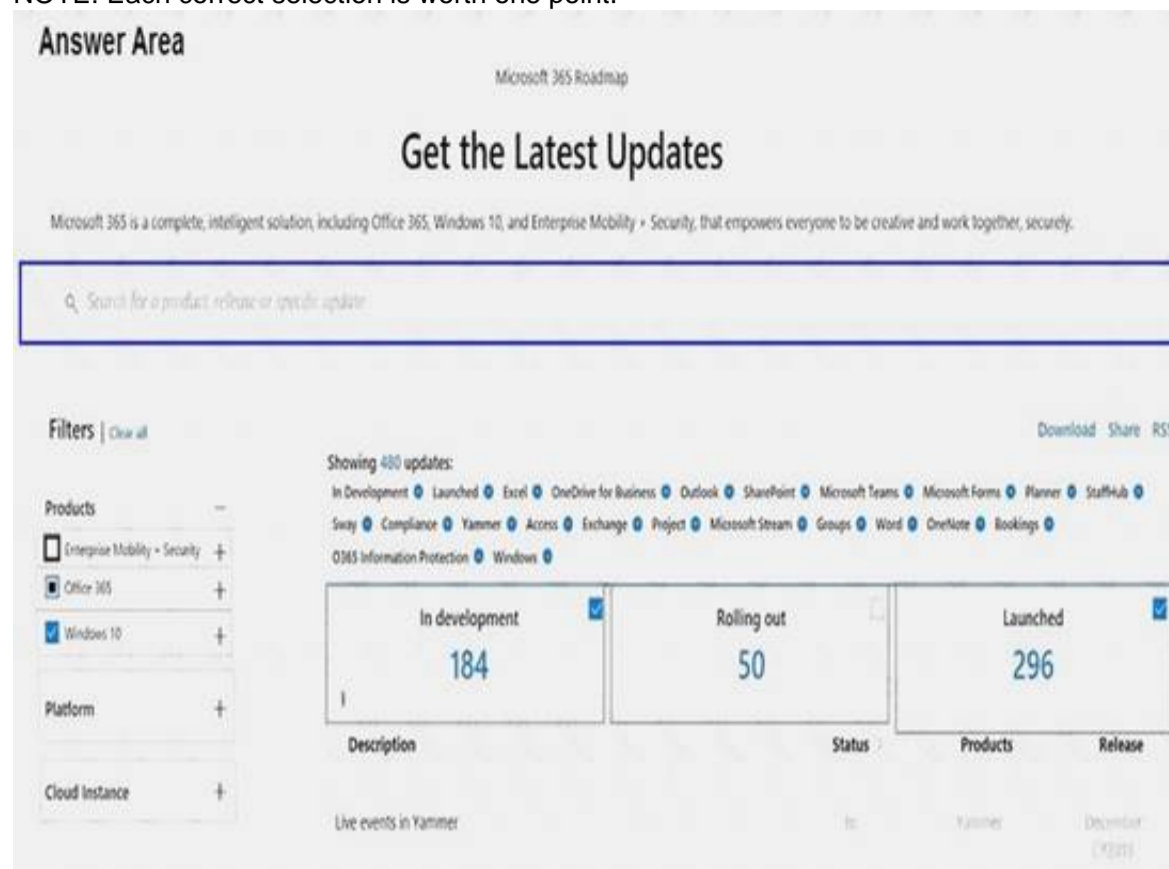 NOTE: Each correct selection is worth one point.
Answer Area
Microsoft 365 Roadmap
Get the Latest Updates
Microsoft 365 is a complete, intelligent solution, including Office 365, Windows 10, and Enterprise Mobility + Security, that empowers everyone to be creative and work together, securely.
Search for a product release or specific update
Filters | Clear all
Download Share RSS
Showing 480 updates:
In Development Launched Excel OneDrive for Business Outlook SharePoint Microsoft Teams Microsoft Forms Planner StaffHub
Sway Compliance Yammer Access Exchange Project Microsoft Stream Groups Word OneNote Bookings
O365 Information Protection Windows
Products
Enterprise Mobility + Security
Office 365
Windows 10
Platform
Cloud Instance
In development
184
Rolling out
50
Launched
296
Description Status Products Release
Live events in Yammer Yammer December